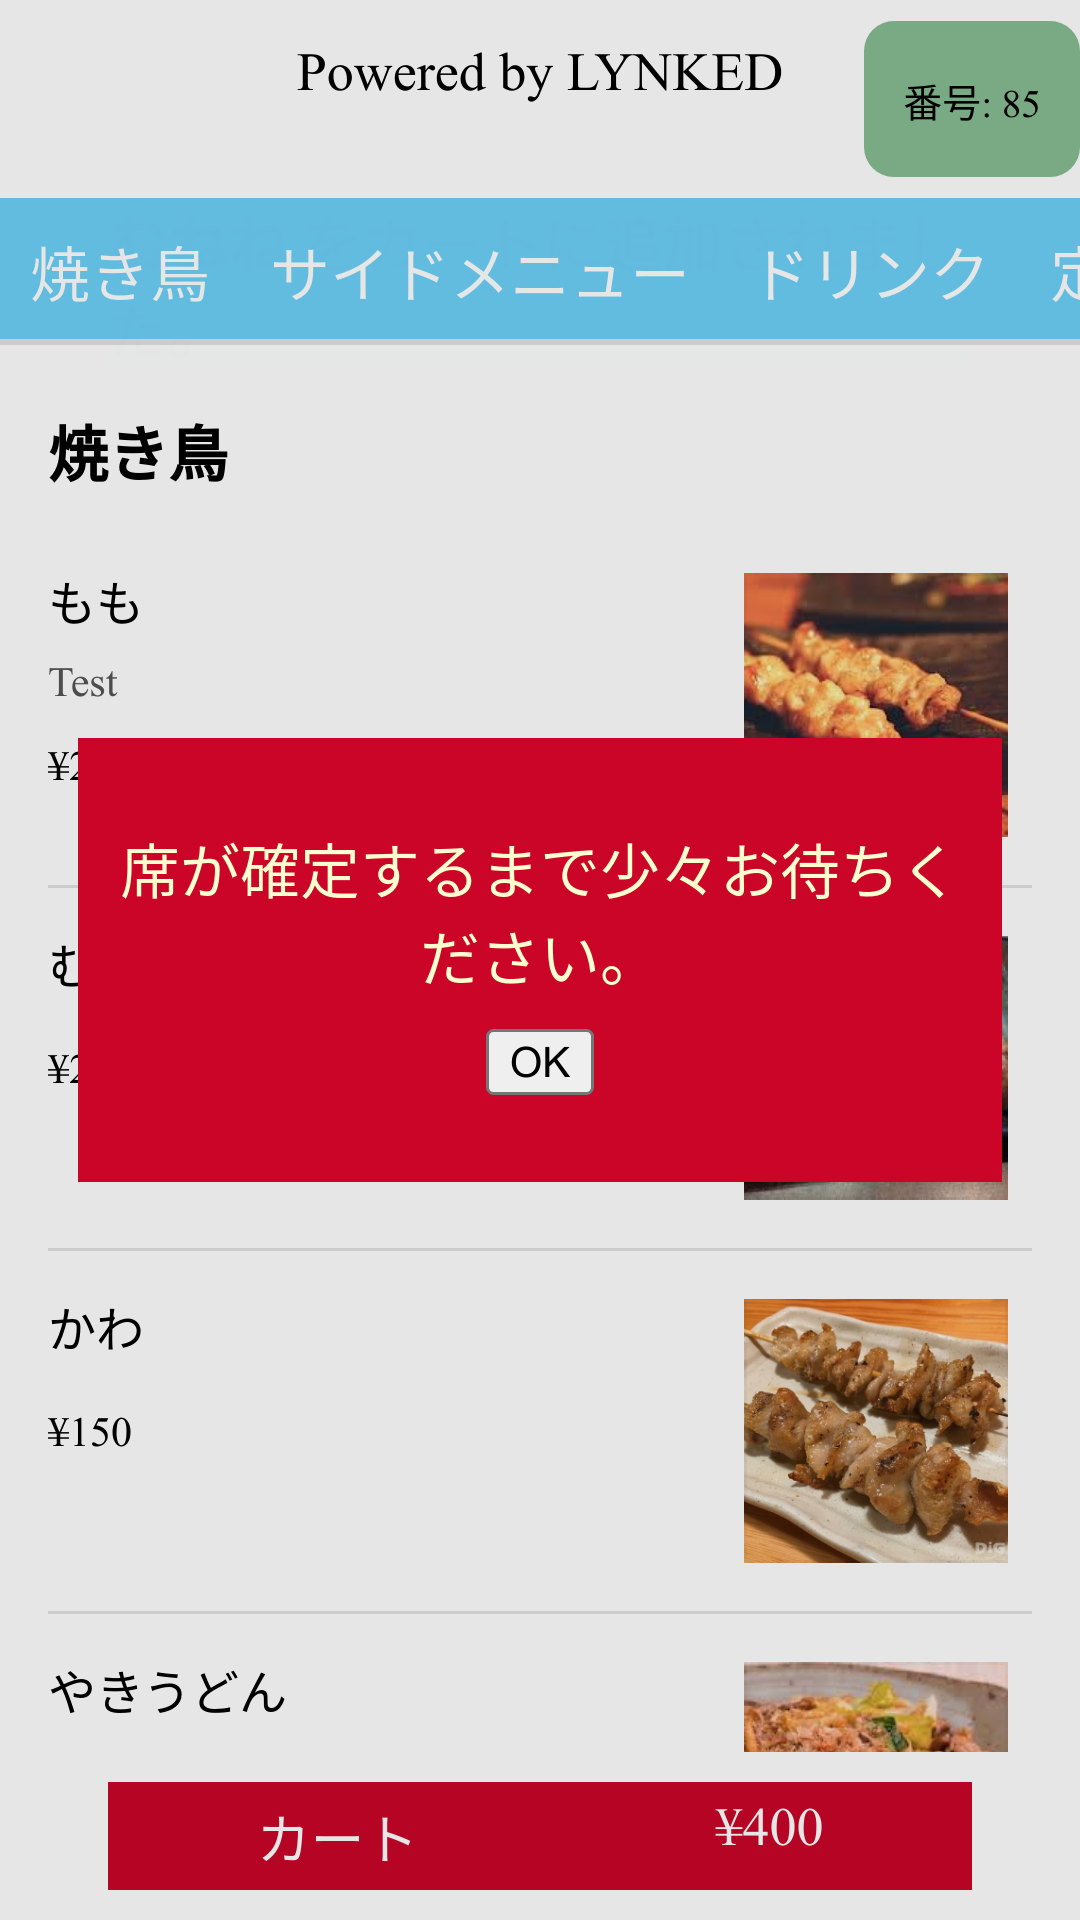 Powered by LYNKED
番号: 85
焼き鳥 サイドメニュー ドリンク 定
焼き鳥
もも
Test
¥2
席が確定するまで少々お待ちく
ださい。
OK
む
¥2
かわ
¥150
やきうどん
カート ¥400